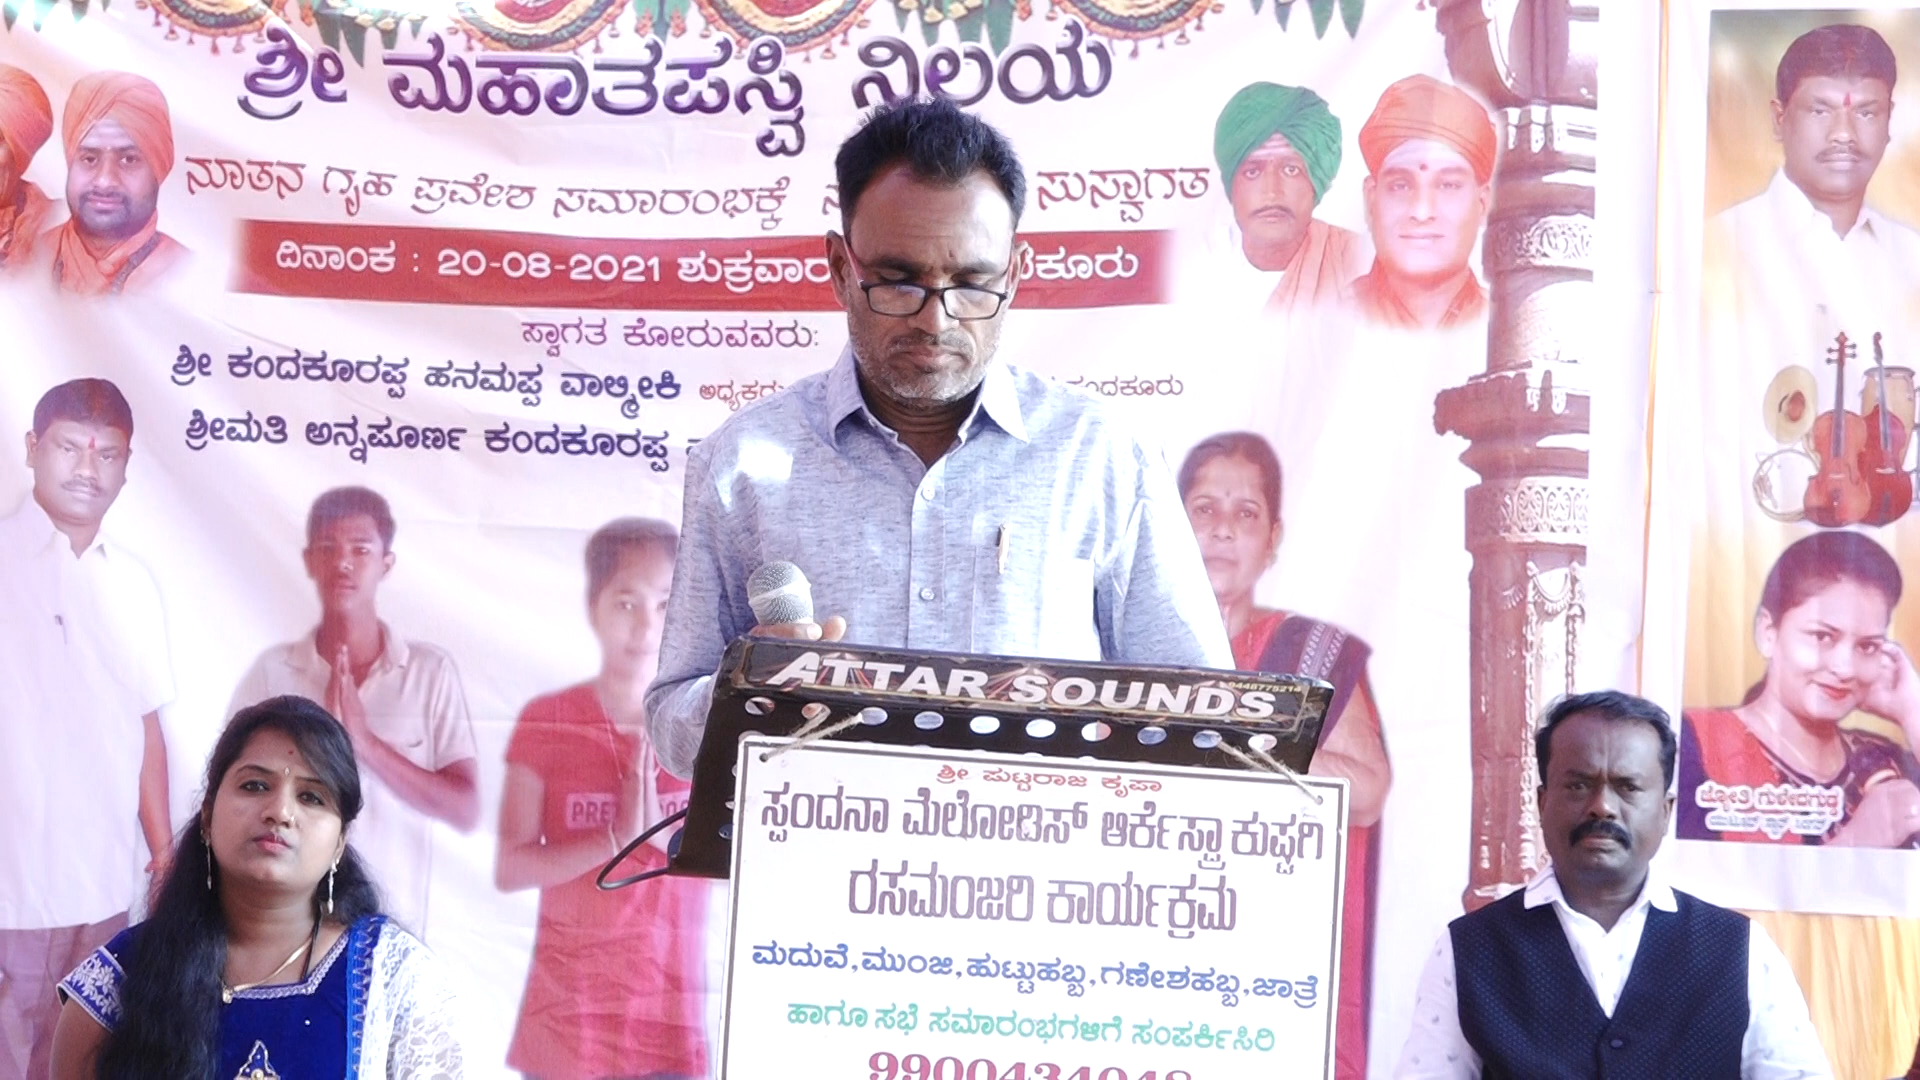 ಶ್ರೀ ಮಹಾತಪಸ್ವಿ ನಿಲಯ
ನೂತನ ಗೃಹ ಪ್ರವೇಶ ಸಮಾರಂಭಕ್ಕೆ ಸುಸ್ವಾಗತ
ದಿನಾಂಕ : 20-08-2021 ಶುಕ್ರವಾರ
ಸ್ವಾಗತ ಕೋರುವವರು:
ಶ್ರೀ ಕಂದಕೂರಪ್ಪ ಹನಮಪ್ಪ ವಾಲ್ಮೀಕಿ
ಶ್ರೀಮತಿ ಅನ್ನಪೂರ್ಣ ಕಂದಕೂರಪ್ಪ
ATTAR SOUNDS
ಶ್ರೀ ಪುಟ್ಟರಾಜ ಕೃಪಾ
ಸ್ಪಂದನಾ ಮೆಲೋಡಿಸ್ ಆರ್ಕೆಸ್ಟ್ರಾ ಕುಷ್ಟಗಿ
ರಸಮಂಜರಿ ಕಾರ್ಯಕ್ರಮ
ಮದುವೆ,ಮುಂಜಿ,ಹುಟ್ಟುಹಬ್ಬ,ಗಣೇಶಹಬ್ಬ,ಜಾತ್ರೆ
ಹಾಗೂ ಸಭೆ ಸಮಾರಂಭಗಳಿಗೆ ಸಂಪರ್ಕಿಸಿರಿ
9900434048
ಜ್ಯೋತಿ ಗುಳೇದಗುಡ್ಡ